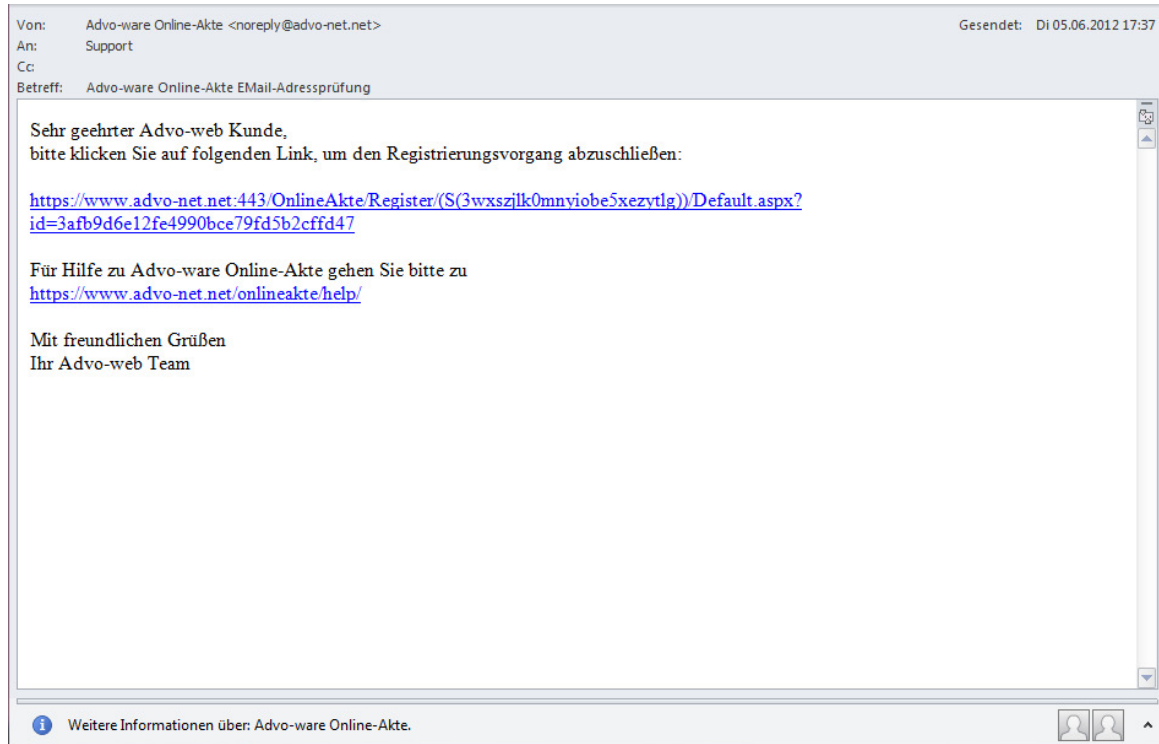 Von: Advo-ware Online-Akte <noreply@advo-net.net> Gesendet: Di 05.06.2012 17:37
An: Support
Cc:
Betreff: Advo-ware Online-Akte EMail-Adressprüfung
Sehr geehrter Advo-web Kunde,
bitte klicken Sie auf folgenden Link, um den Registrierungsvorgang abzuschließen:
https://www.advo-net.net:443/OnlineAkte/Register/(S(3wxszjlk0mnyiobe5xezytlg))/Default.aspx?
id=3afb9d6e12fe4990bce79fd5b2cffd47
Für Hilfe zu Advo-ware Online-Akte gehen Sie bitte zu
https://www.advo-net.net/onlineakte/help/
Mit freundlichen Grüßen
Ihr Advo-web Team
Weitere Informationen über: Advo-ware Online-Akte.